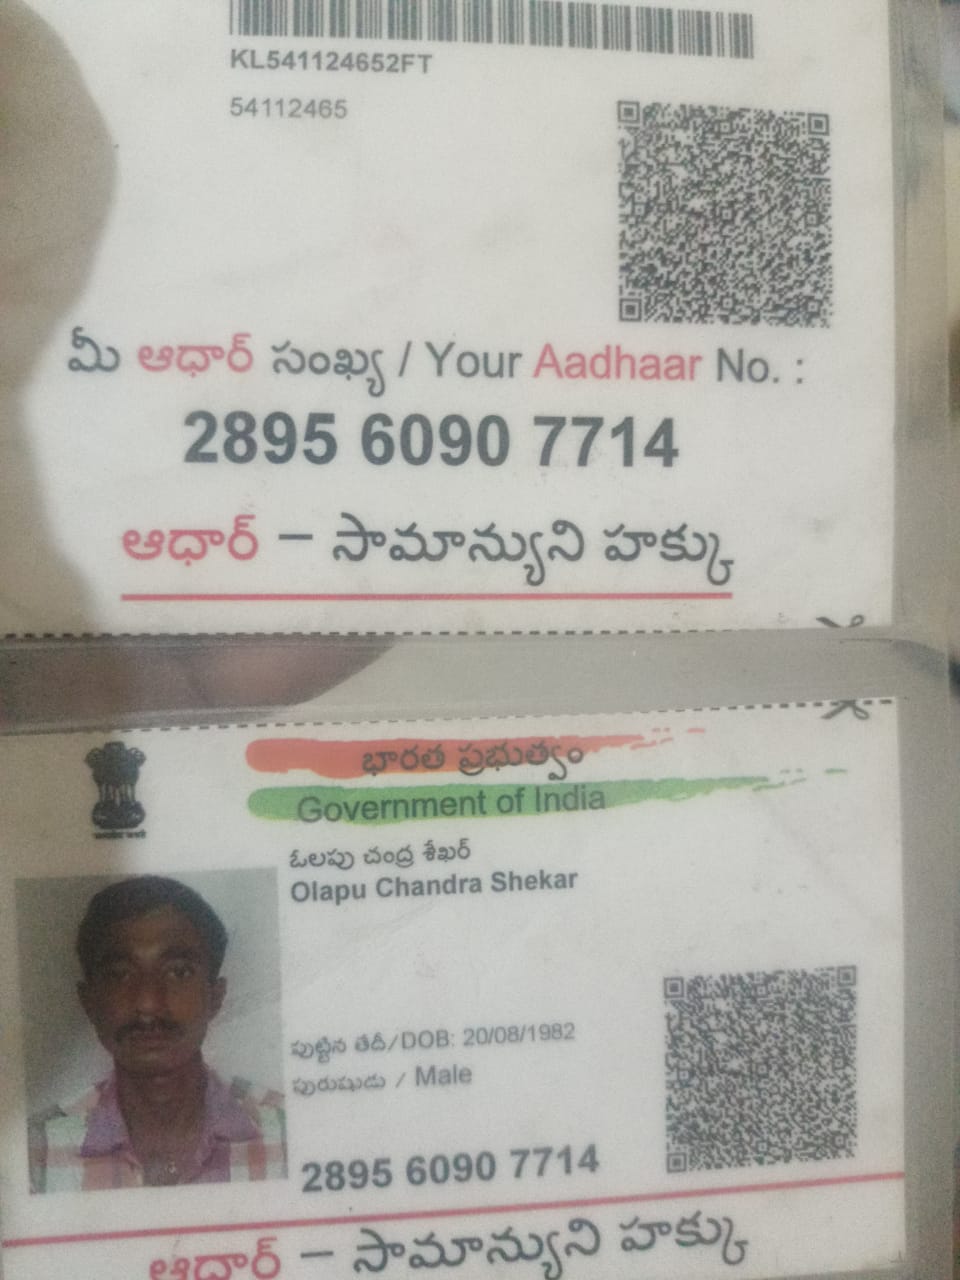 KL541124652FT
54112465
మీ ఆధార్ సంఖ్య / Your Aadhaar No. :
2895 6090 7714
ఆధార్ – సామాన్యుని హక్కు
భారత ప్రభుత్వం
Government of India
ఓలపు చంద్ర శేఖర్
Olapu Chandra Shekar
పుట్టిన తేదీ/DOB: 20/08/1982
పురుషుడు / Male
2895 6090 7714
ఆధార్ – సామాన్యుని హక్కు